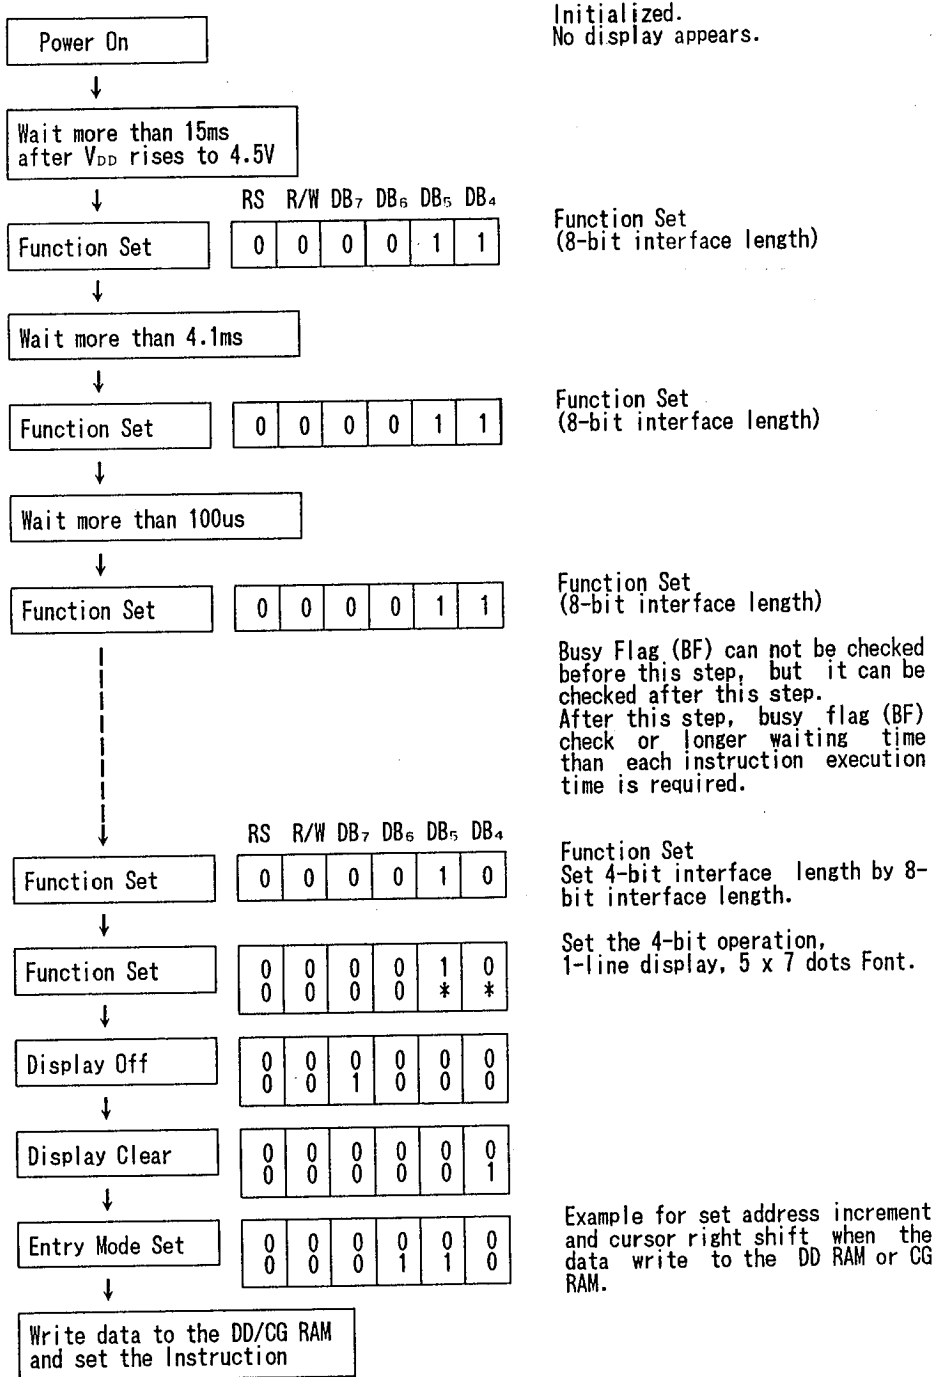 Initialized.
Power On
No display appears.
Wait more than 15ms
after VDD rises to 4.5V
RS R/W DB7 DB6 DB5 DB4
Function Set 0 0 0 0 1 1
Function Set
(8-bit interface length)
Wait more than 4.1ms
Function Set 0 0 0 0 1 1
Function Set
(8-bit interface length)
Wait more than 100us
Function Set 0 0 0 0 1 1
Function Set
(8-bit interface length)
Busy Flag (BF) can not be checked
before this step, but it can be
checked after this step.
After this step, busy flag (BF)
check or longer waiting time
than each instruction execution
time is required.
RS R/W DB7 DB6 DB5 DB4
Function Set 0 0 0 0 1 0
Function Set
Set 4-bit interface length by 8-
bit interface length.
Function Set
0 0 0 0 1 0
0 0 0 0 * *
Set the 4-bit operation,
1-line display, 5 x 7 dots Font.
Display Off
0 0 0 0 0 0
0 0 1 0 0 0
Display Clear
0 0 0 0 0 0
0 0 0 0 0 1
Entry Mode Set
0 0 0 0 0 0
0 0 0 1 1 0
Example for set address increment
and cursor right shift when the
data write to the DD RAM or CG
RAM.
Write data to the DD/CG RAM
and set the Instruction